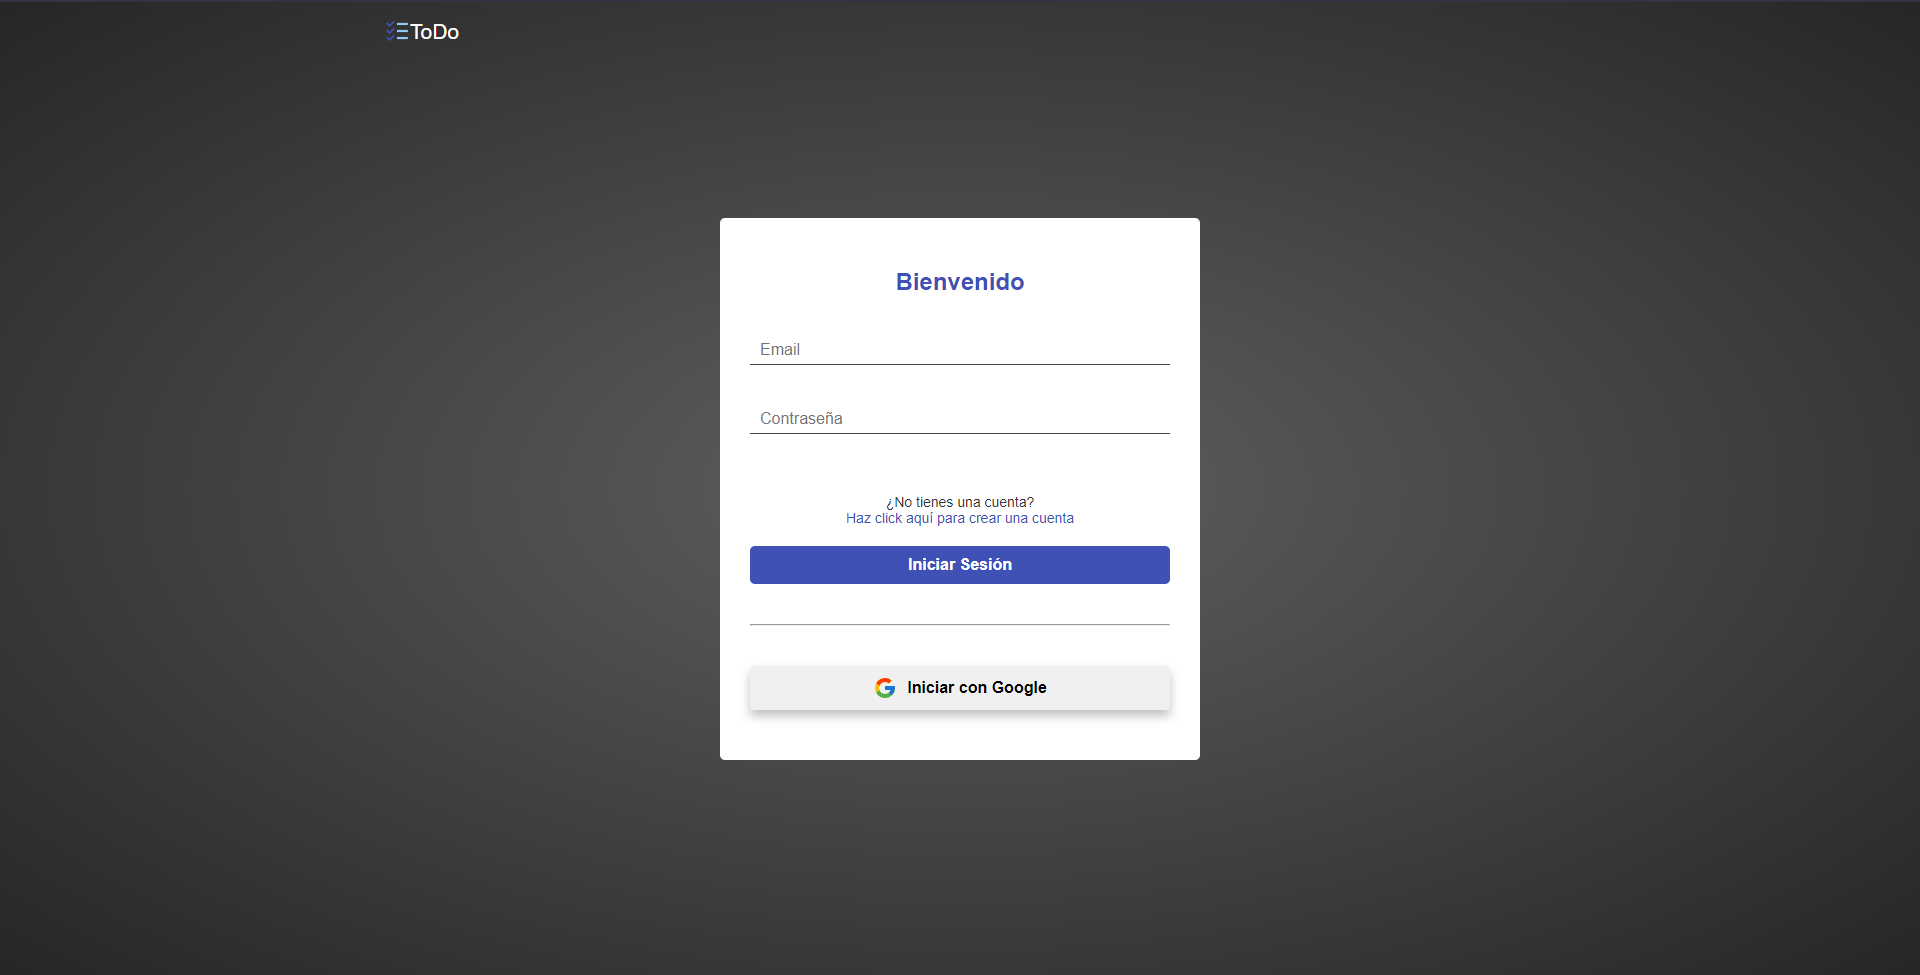 ToDo
Bienvenido
Email
Contraseña
¿No tienes una cuenta?
Haz click aquí para crear una cuenta
Iniciar Sesión
Iniciar con Google